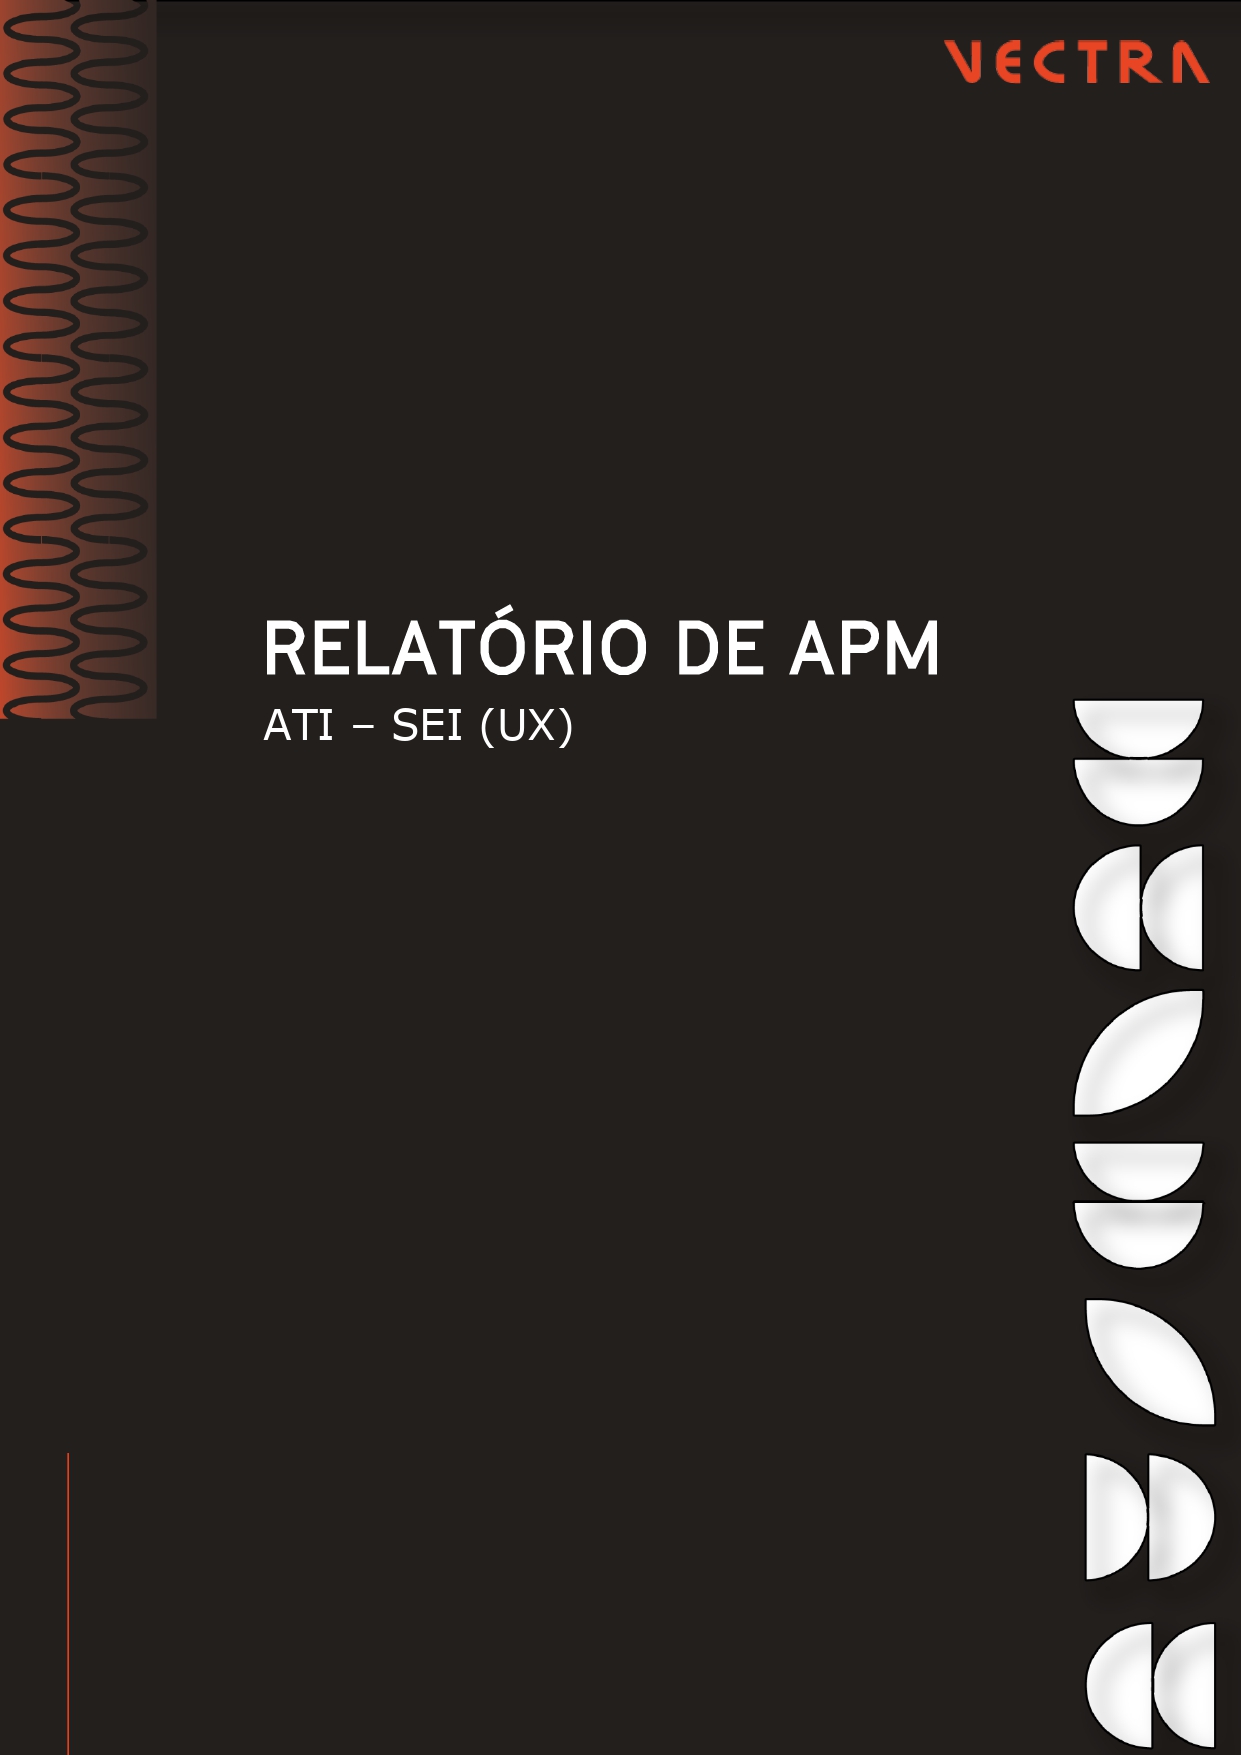 VECTRA
RELATÓRIO DE APM
ATI – SEI (UX)